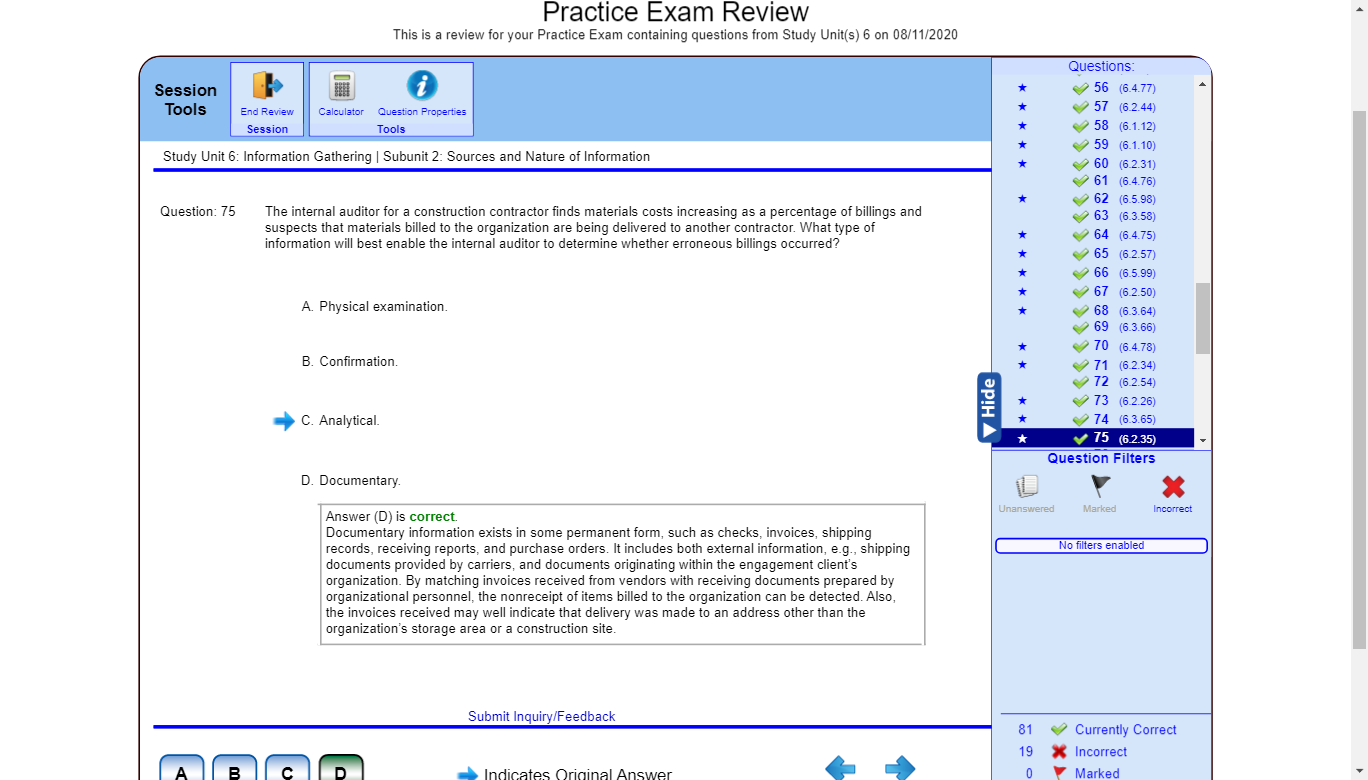 Practice Exam Review
This is a review for your Practice Exam containing questions from Study Unit(s) 6 on 08/11/2020
Session
Tools
End Review
Session
Calculator
Question Properties
Tools
Study Unit 6: Information Gathering | Subunit 2: Sources and Nature of Information
Question: 75
The internal auditor for a construction contractor finds materials costs increasing as a percentage of billings and
suspects that materials billed to the organization are being delivered to another contractor. What type of
information will best enable the internal auditor to determine whether erroneous billings occurred?
A. Physical examination.
B. Confirmation.
C. Analytical.
D. Documentary.
Answer (D) is correct.
Documentary information exists in some permanent form, such as checks, invoices, shipping
records, receiving reports, and purchase orders. It includes both external information, e.g., shipping
documents provided by carriers, and documents originating within the engagement client's
organization. By matching invoices received from vendors with receiving documents prepared by
organizational personnel, the nonreceipt of items billed to the organization can be detected. Also,
the invoices received may well indicate that delivery was made to an address other than the
organization's storage area or a construction site.
Submit Inquiry/Feedback
A B C D
Indicates Original Answer
Questions:
56 (6.4.77)
57 (6.2.44)
58 (6.1.12)
59 (6.1.10)
60 (6.2.31)
61 (6.4.76)
62 (6.5.98)
63 (6.3.58)
64 (6.4.75)
65 (6.2.57)
66 (6.5.99)
67 (6.2.50)
68 (6.3.64)
69 (6.3.66)
70 (6.4.78)
71 (6.2.34)
72 (6.2.54)
73 (6.2.26)
74 (6.3.65)
75 (6.2.35)
Hide
Question Filters
Unanswered
Marked
Incorrect
No filters enabled
81 Currently Correct
19 Incorrect
0 Marked